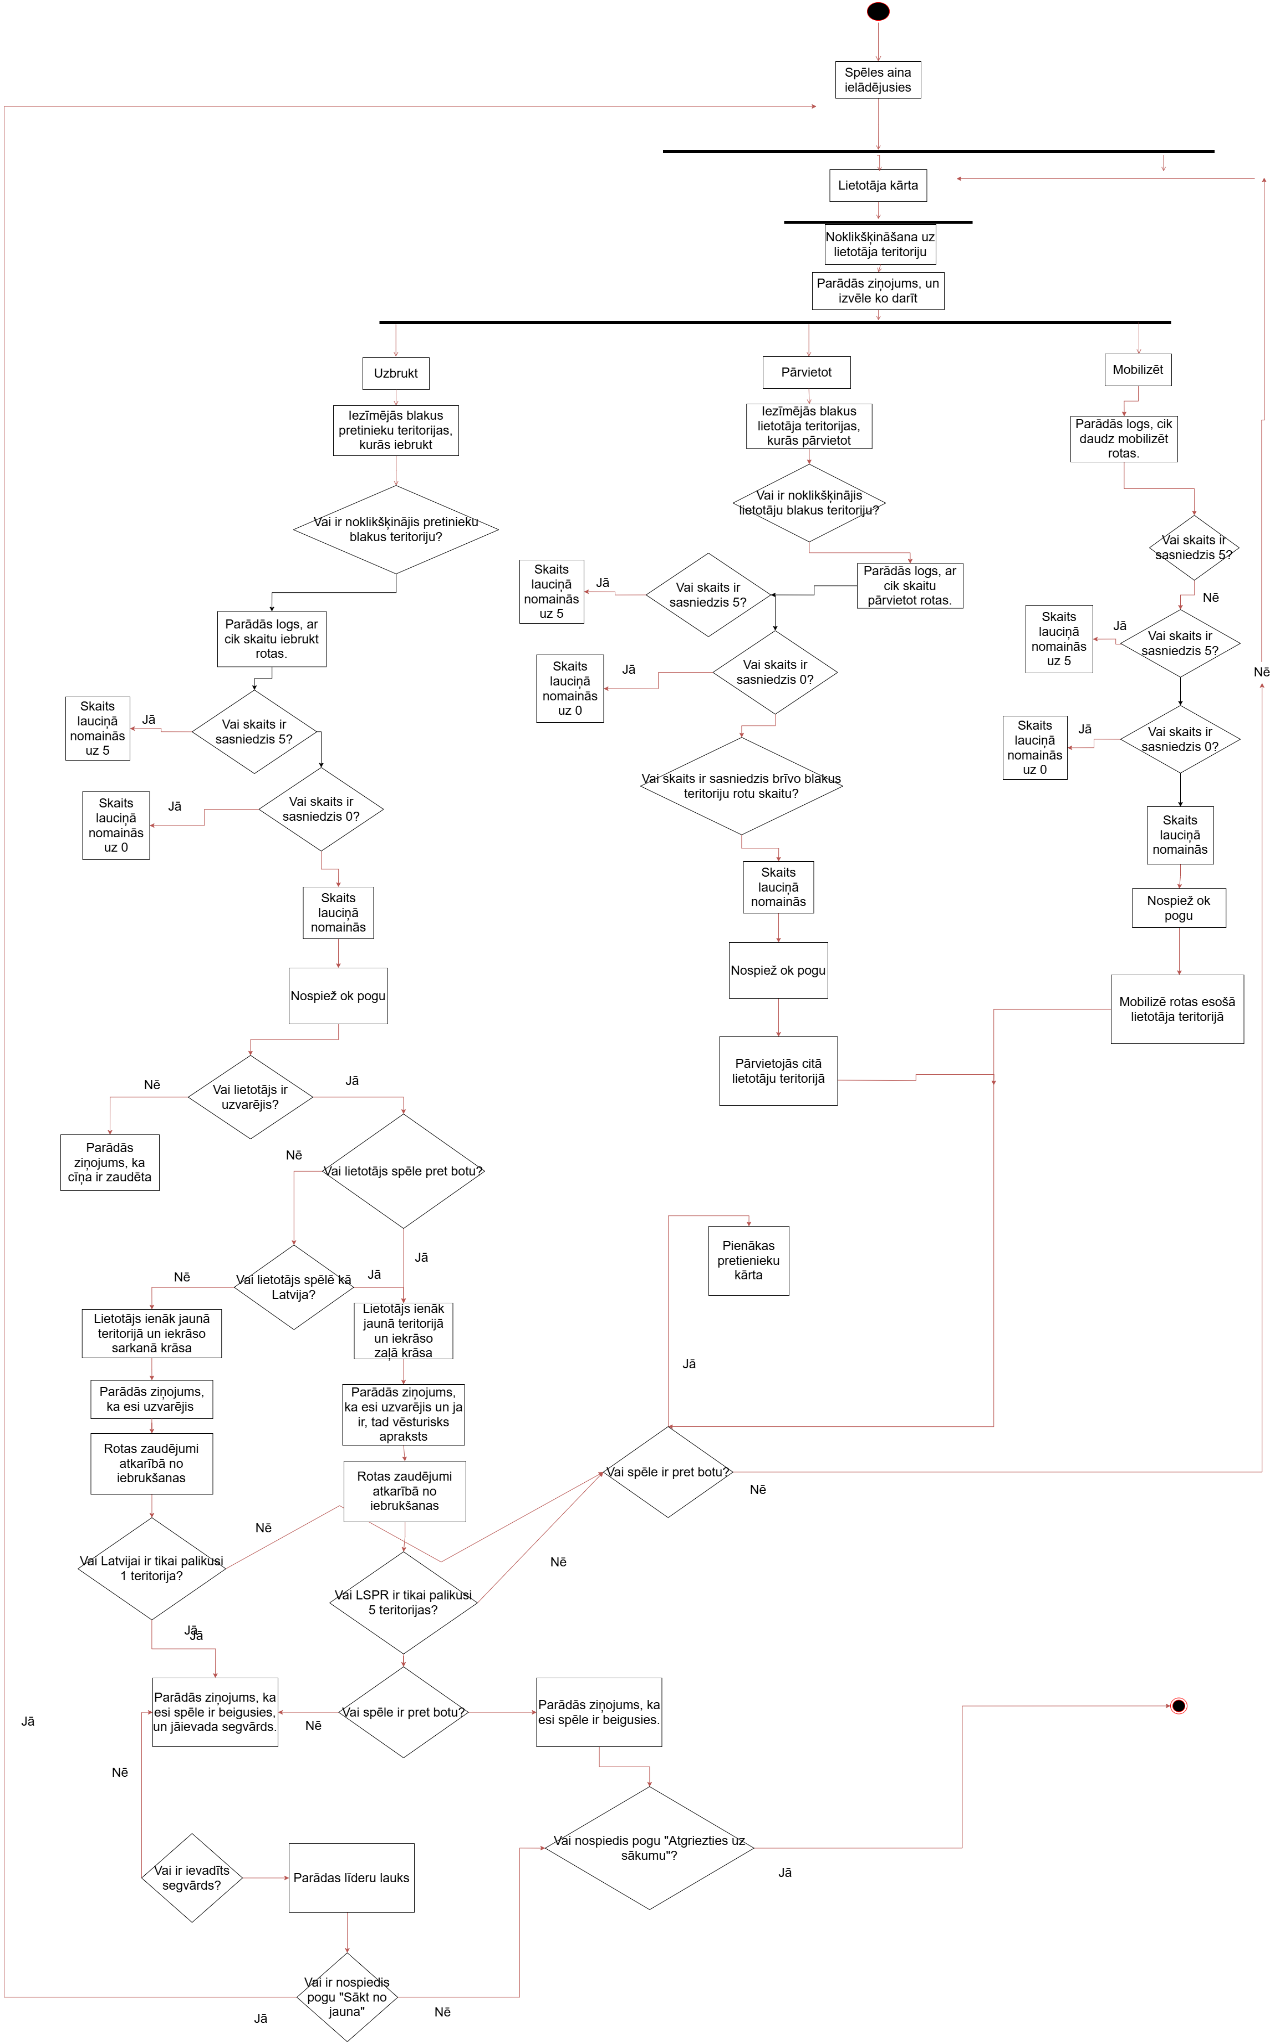 Spēles aina
ielādējusies
Lietotāja kārta
Noklikšķināšana uz
lietotāja teritoriju
Parādās ziņojums, un
izvēle ko darīt
Uzbrukt
Iezīmējās blakus
pretinieku teritorijas,
kurās iebrukt
Vai ir noklikšķinājis pretinieku
blakus teritoriju?
Parādās logs, ar
cik skaitu iebrukt
rotas.
Vai skaits ir
sasniedzis 5?
Jā
Skaits
lauciņā
nomainās
uz 5
Vai skaits ir
sasniedzis 0?
Jā
Skaits
lauciņā
nomainās
uz 0
Skaits
lauciņā
nomainās
Nospiež ok pogu
Pārvietot
Iezīmējās blakus
lietotāja teritorijas,
kurās pārvietot
Vai ir noklikšķinājis
lietotāju blakus teritoriju?
Parādās logs, ar
cik skaitu
pārvietot rotas.
Vai skaits ir
sasniedzis 5?
Jā
Skaits
lauciņā
nomainās
uz 5
Vai skaits ir
sasniedzis 0?
Jā
Skaits
lauciņā
nomainās
uz 0
Vai skaits ir sasniedzis brīvo blakus
teritoriju rotu skaitu?
Skaits
lauciņā
nomainās
Nospiež ok pogu
Pārvietojās citā
lietotāju teritorijā
Mobilizēt
Parādās logs, cik
daudz mobilizēt
rotas.
Vai skaits ir
sasniedzis 5?
Nē
Vai skaits ir
sasniedzis 5?
Jā
Skaits
lauciņā
nomainās
uz 5
Vai skaits ir
sasniedzis 0?
Jā
Skaits
lauciņā
nomainās
uz 0
Skaits
lauciņā
nomainās
Nospiež ok
pogu
Mobilizē rotas esošā
lietotāja teritorijā
Nē
Vai lietotājs ir
uzvarējis?
Nē
Jā
Parādās
ziņojums, ka
cīņa ir zaudēta
Vai lietotājs spēle pret botu?
Nē
Jā
Vai lietotājs spēlē kā
Latvija?
Nē
Jā
Lietotājs ienāk jaunā
teritorijā un iekrāso
sarkanā krāsa
Parādās ziņojums,
ka esi uzvarējis
Rotas zaudējumi
atkarībā no
iebrukšanas
Vai Latvijai ir tikai palikusi
1 teritorija?
Nē
Jā
Jā
Lietotājs ienāk
jaunā teritorijā
un iekrāso
zaļā krāsa
Parādās ziņojums,
ka esi uzvarējis un ja
ir, tad vēsturisks
apraksts
Rotas zaudējumi
atkarībā no
iebrukšanas
Vai LSPR ir tikai palikusi
5 teritorijas?
Nē
Pienākas
pretienieku
kārta
Jā
Vai spēle ir pret botu?
Nē
Parādās ziņojums, ka
esi spēle ir beigusies,
un jāievada segvārds.
Nē
Vai spēle ir pret botu?
Parādās ziņojums, ka
esi spēle ir beigusies.
Jā
Nē
Vai ir ievadīts
segvārds?
Parādas līderu lauks
Vai nospiedis pogu "Atgriezties uz
sākumu"?
Jā
Vai ir nospiedis
pogu "Sākt no
jauna"
Jā
Nē